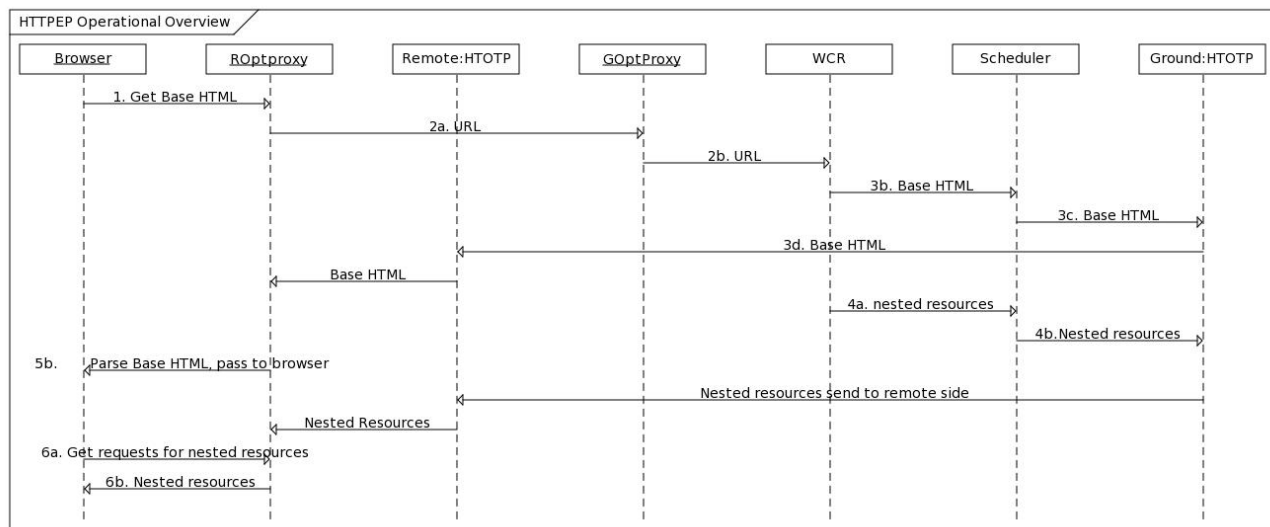 HTTPEP Operational Overview
Browser ROptproxy Remote:HTOTP GOptProxy WCR Scheduler Ground:HTOTP
1. Get Base HTML
2a. URL
2b. URL
3b. Base HTML
3c. Base HTML
3d. Base HTML
Base HTML
4a. nested resources
4b.Nested resources
5b. Parse Base HTML, pass to browser
Nested resources send to remote side
Nested Resources
6a. Get requests for nested resources
6b. Nested resources